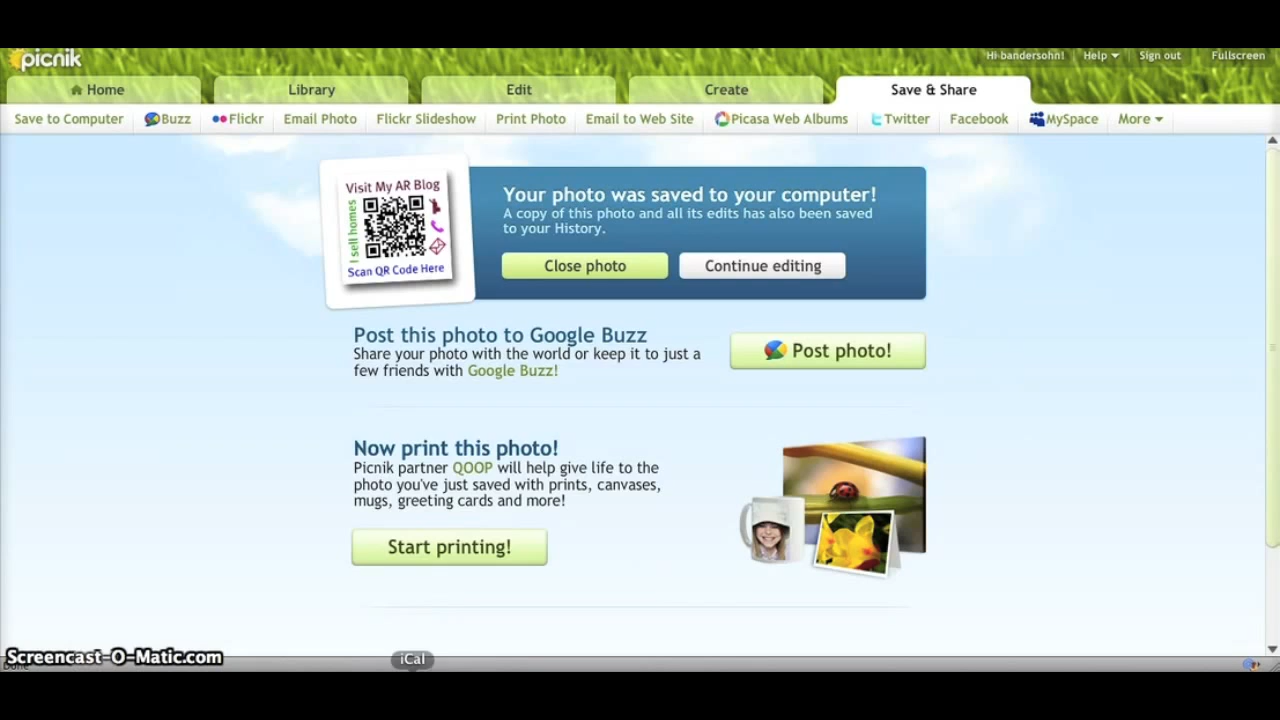 picnik
Hi bandersohn! Help Sign out Fullscreen
Home Library Edit Create Save & Share
Save to Computer Buzz Flickr Email Photo Flickr Slideshow Print Photo Email to Web Site Picasa Web Albums Twitter Facebook MySpace More
Visit My AR Blog
I sell homes
Scan QR Code Here
Your photo was saved to your computer!
A copy of this photo and all its edits has also been saved
to your History.
Close photo Continue editing
Post this photo to Google Buzz
Share your photo with the world or keep it to just a
few friends with Google Buzz!
Post photo!
Now print this photo!
Picnik partner QOOP will help give life to the
photo you've just saved with prints, canvases,
mugs, greeting cards and more!
Start printing!
Screencast-O-Matic.com
Done
iCal